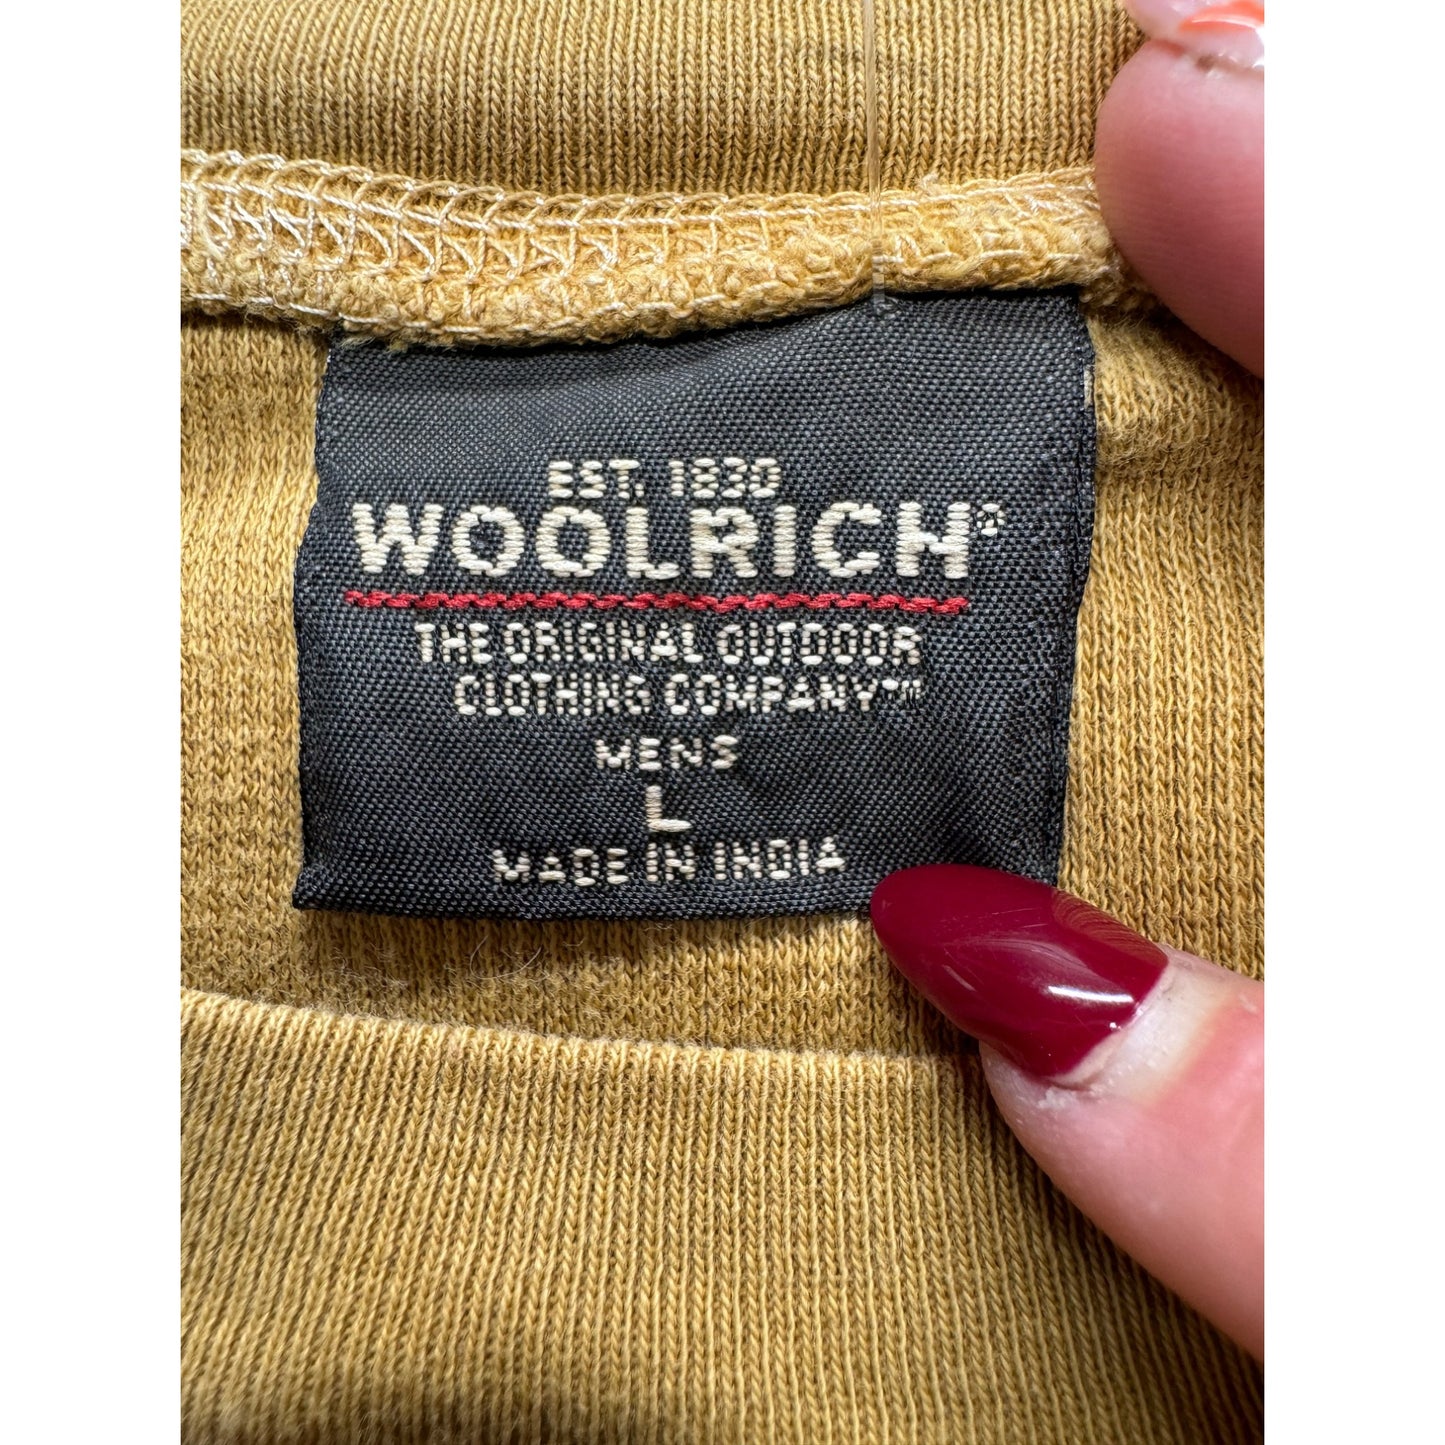 EST. 1830
WOOLRICH®
THE ORIGINAL OUTDOOR
CLOTHING COMPANY™
MENS
L
MADE IN INDIA